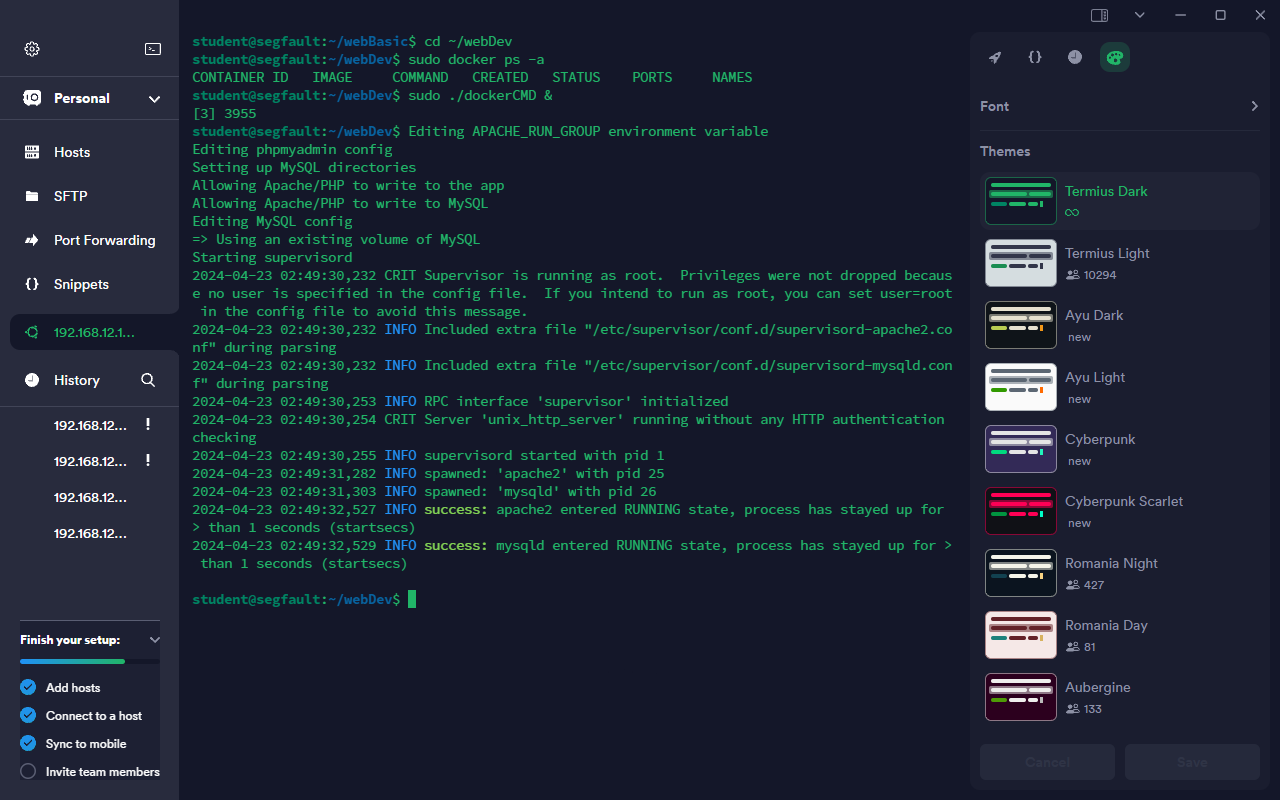 Personal
Hosts
SFTP
Port Forwarding
{} Snippets
192.168.12.1...
History
192.168.12... !
192.168.12... !
192.168.12...
192.168.12...
Finish your setup:
Add hosts
Connect to a host
Sync to mobile
Invite team members
student@segfault:~/webBasic$ cd ~/webDev
student@segfault:~/webDev$ sudo docker ps -a
CONTAINER ID   IMAGE     COMMAND   CREATED   STATUS    PORTS     NAMES
student@segfault:~/webDev$ sudo ./dockerCMD &
[3] 3955
student@segfault:~/webDev$ Editing APACHE_RUN_GROUP environment variable
Editing phpmyadmin config
Setting up MySQL directories
Allowing Apache/PHP to write to the app
Allowing Apache/PHP to write to MySQL
Editing MySQL config
=> Using an existing volume of MySQL
Starting supervisord
2024-04-23 02:49:30,232 CRIT Supervisor is running as root.  Privileges were not dropped becaus
e no user is specified in the config file.  If you intend to run as root, you can set user=root
 in the config file to avoid this message.
2024-04-23 02:49:30,232 INFO Included extra file "/etc/supervisor/conf.d/supervisord-apache2.co
nf" during parsing
2024-04-23 02:49:30,232 INFO Included extra file "/etc/supervisor/conf.d/supervisord-mysqld.con
f" during parsing
2024-04-23 02:49:30,253 INFO RPC interface 'supervisor' initialized
2024-04-23 02:49:30,254 CRIT Server 'unix_http_server' running without any HTTP authentication
checking
2024-04-23 02:49:30,255 INFO supervisord started with pid 1
2024-04-23 02:49:31,282 INFO spawned: 'apache2' with pid 25
2024-04-23 02:49:31,303 INFO spawned: 'mysqld' with pid 26
2024-04-23 02:49:32,527 INFO success: apache2 entered RUNNING state, process has stayed up for
> than 1 seconds (startsecs)
2024-04-23 02:49:32,529 INFO success: mysqld entered RUNNING state, process has stayed up for >
 than 1 seconds (startsecs)
student@segfault:~/webDev$
{}
Font
Themes
Termius Dark
∞
Termius Light
10294
Ayu Dark
new
Ayu Light
new
Cyberpunk
new
Cyberpunk Scarlet
new
Romania Night
427
Romania Day
81
Aubergine
133
Cancel
Save